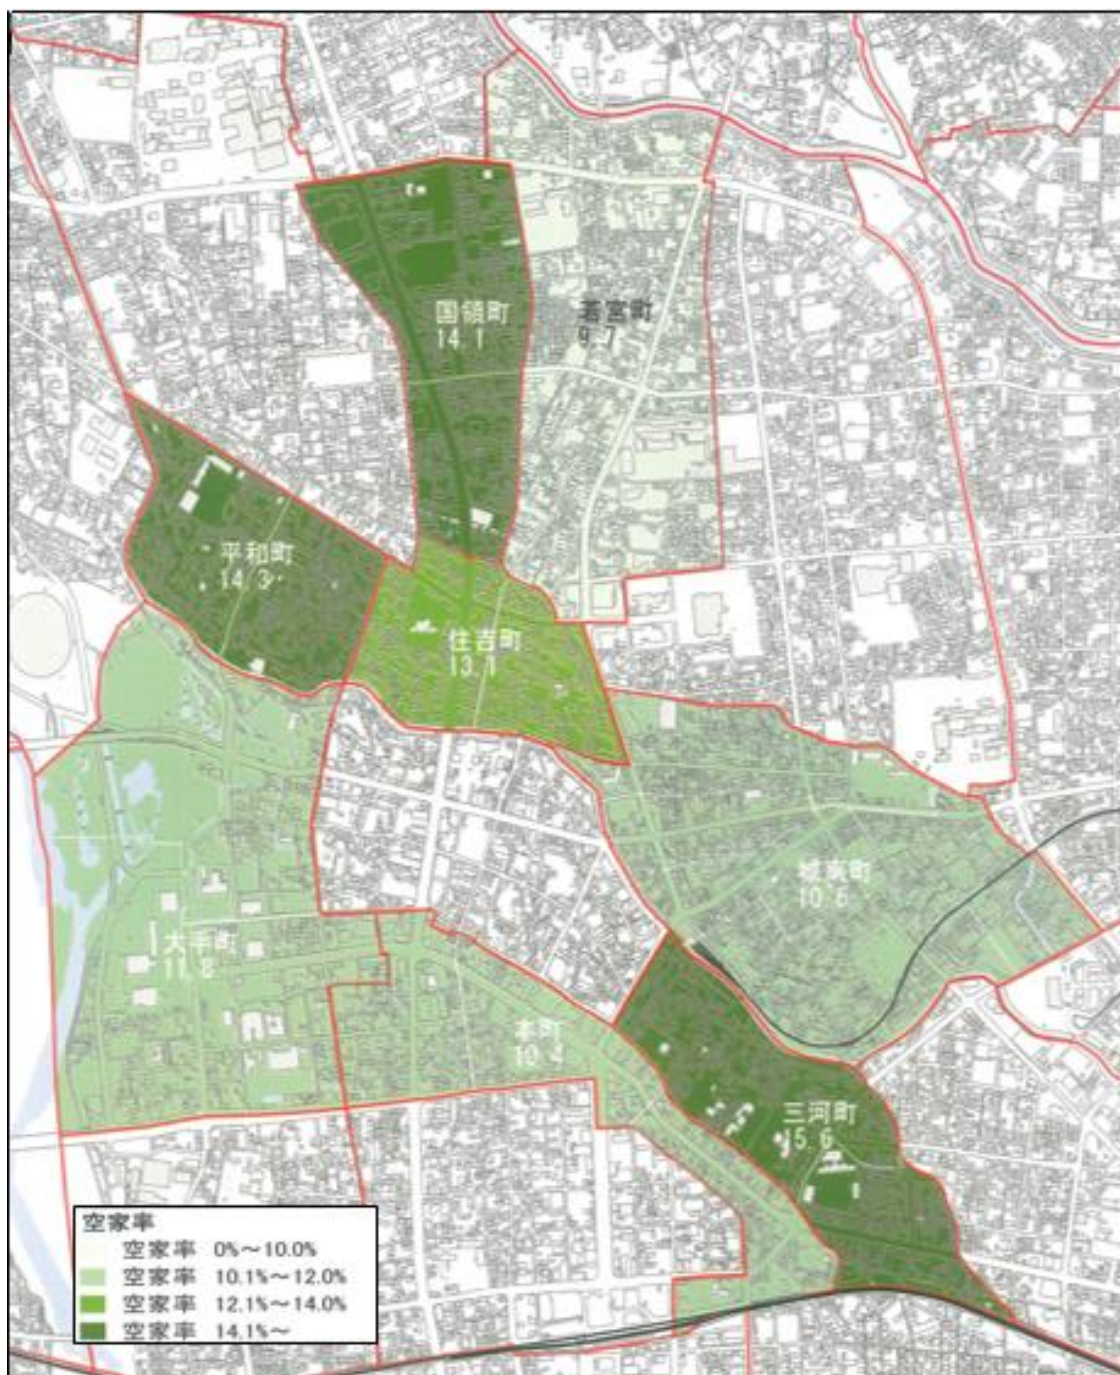 国領町
14.1
若宮町
9.7
平和町
14.3
住吉町
13.1
城東町
10.6
大手町
11.8
本町
10.4
三河町
15.6
空家率
空家率 0%～10.0%
空家率 10.1%～12.0%
空家率 12.1%～14.0%
空家率 14.1%～